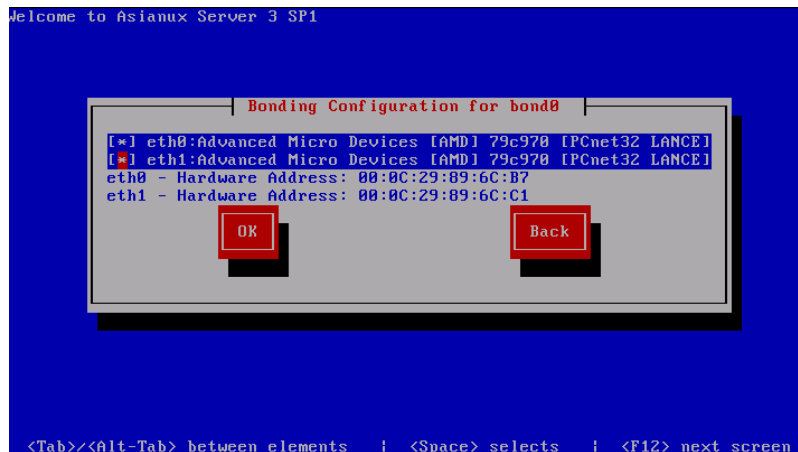 Welcome to Asianux Server 3 SP1
Bonding Configuration for bond0
[*] eth0:Advanced Micro Devices [AMD] 79c970 [PCnet32 LANCE]
[*] eth1:Advanced Micro Devices [AMD] 79c970 [PCnet32 LANCE]
eth0 - Hardware Address: 00:0C:29:89:6C:B7
eth1 - Hardware Address: 00:0C:29:89:6C:C1
OK Back
<Tab>/<Alt-Tab> between elements | <Space> selects | <F12> next screen